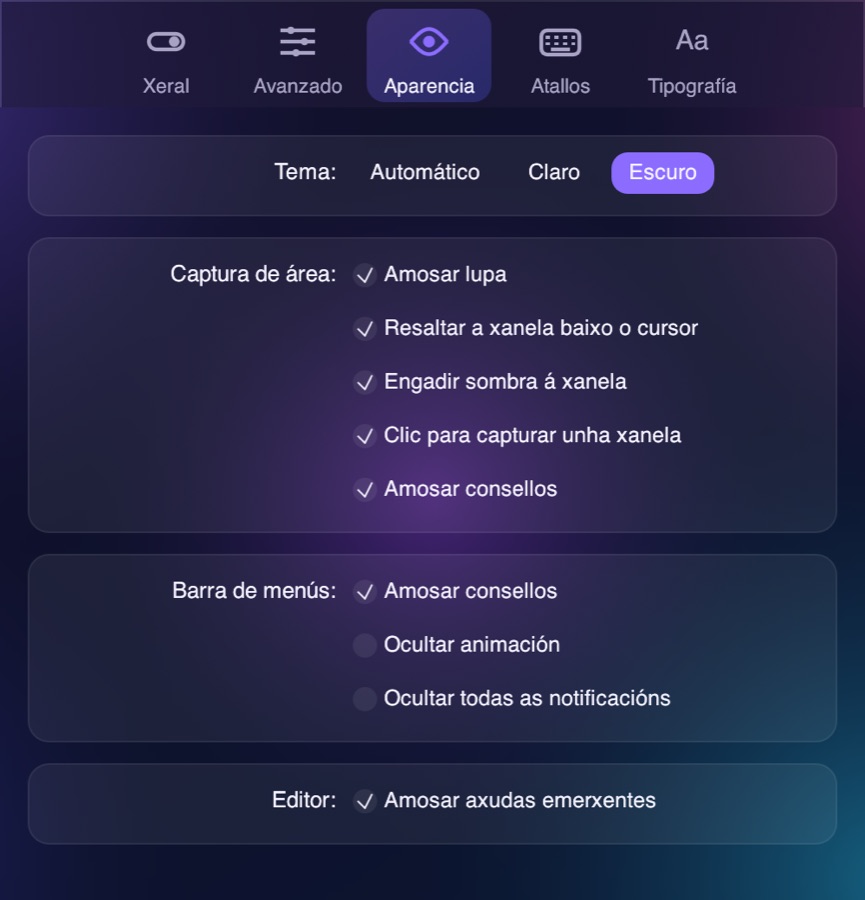 Aa
Xeral Avanzado Aparencia Atallos Tipografía
Tema: Automático Claro Escuro
Captura de área: Amosar lupa
Resaltar a xanela baixo o cursor
Engadir sombra á xanela
Clic para capturar unha xanela
Amosar consellos
Barra de menús: Amosar consellos
Ocultar animación
Ocultar todas as notificacións
Editor: Amosar axudas emerxentes